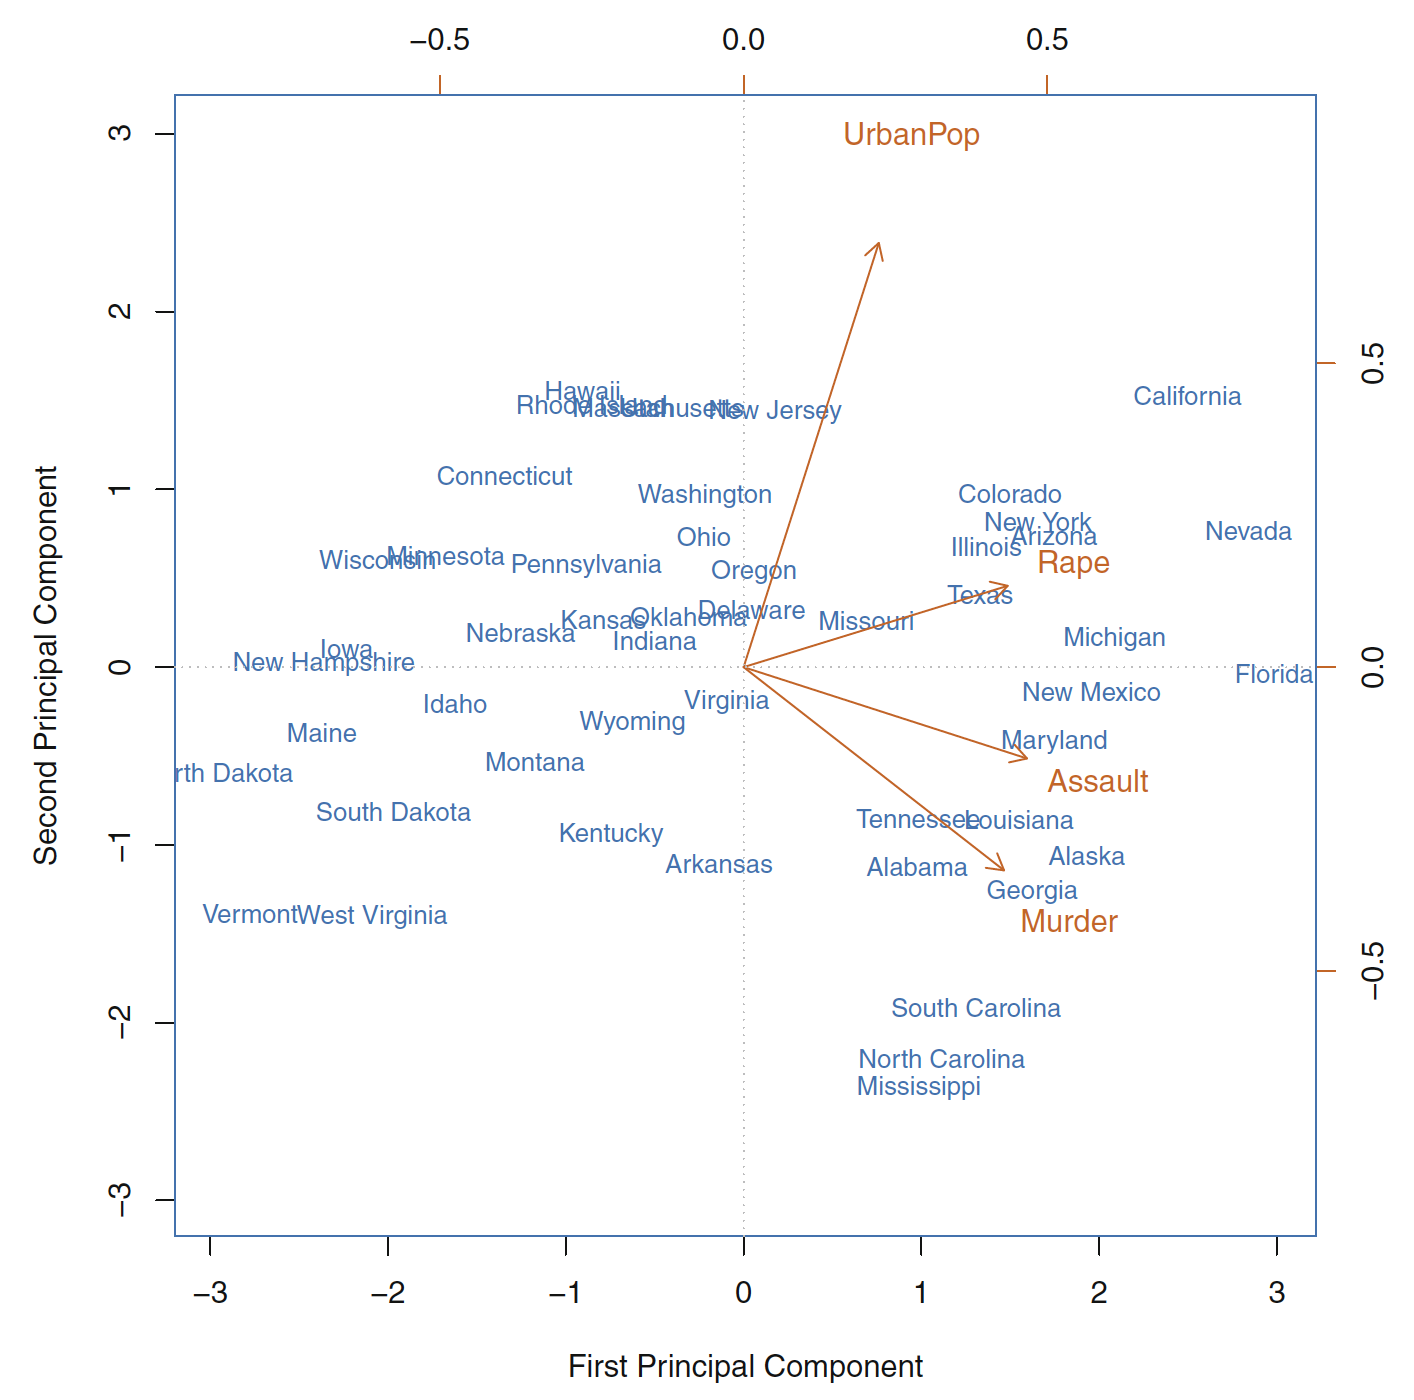 −0.5 0.0 0.5
UrbanPop
3
2
1
0
−1
−2
−3
Second Principal Component
Hawaii
California
Rhode Island
Massachusetts
Utah
New Jersey
Connecticut
Washington
Colorado
New York
Nevada
Ohio
Arizona
Illinois
Wisconsin
Minnesota
Pennsylvania
Rape
Oregon
Texas
Delaware
Oklahoma
Kansas
Missouri
Nebraska
Indiana
Michigan
Iowa
New Hampshire
Florida
New Mexico
Virginia
Idaho
Wyoming
Maine
Maryland
Montana
rth Dakota
Assault
South Dakota
Tennessee
Louisiana
Kentucky
Alaska
Arkansas
Alabama
Georgia
Vermont
West Virginia
Murder
South Carolina
North Carolina
Mississippi
0.5
0.0
−0.5
−3 −2 −1 0 1 2 3
First Principal Component